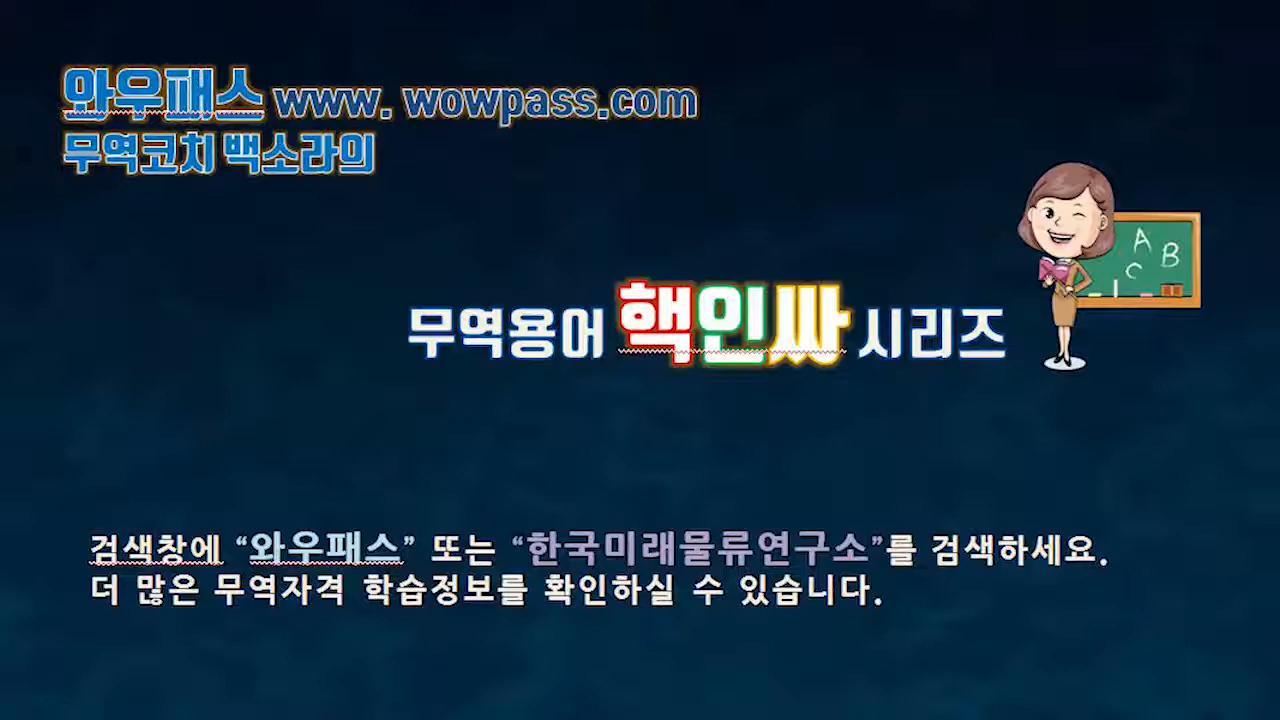 와우패스 www. wowpass.com
무역코치 백소라의
무역용어 핵인싸 시리즈
A B
C
검색창에 “와우패스” 또는 “한국미래물류연구소”를 검색하세요.
더 많은 무역자격 학습정보를 확인하실 수 있습니다.